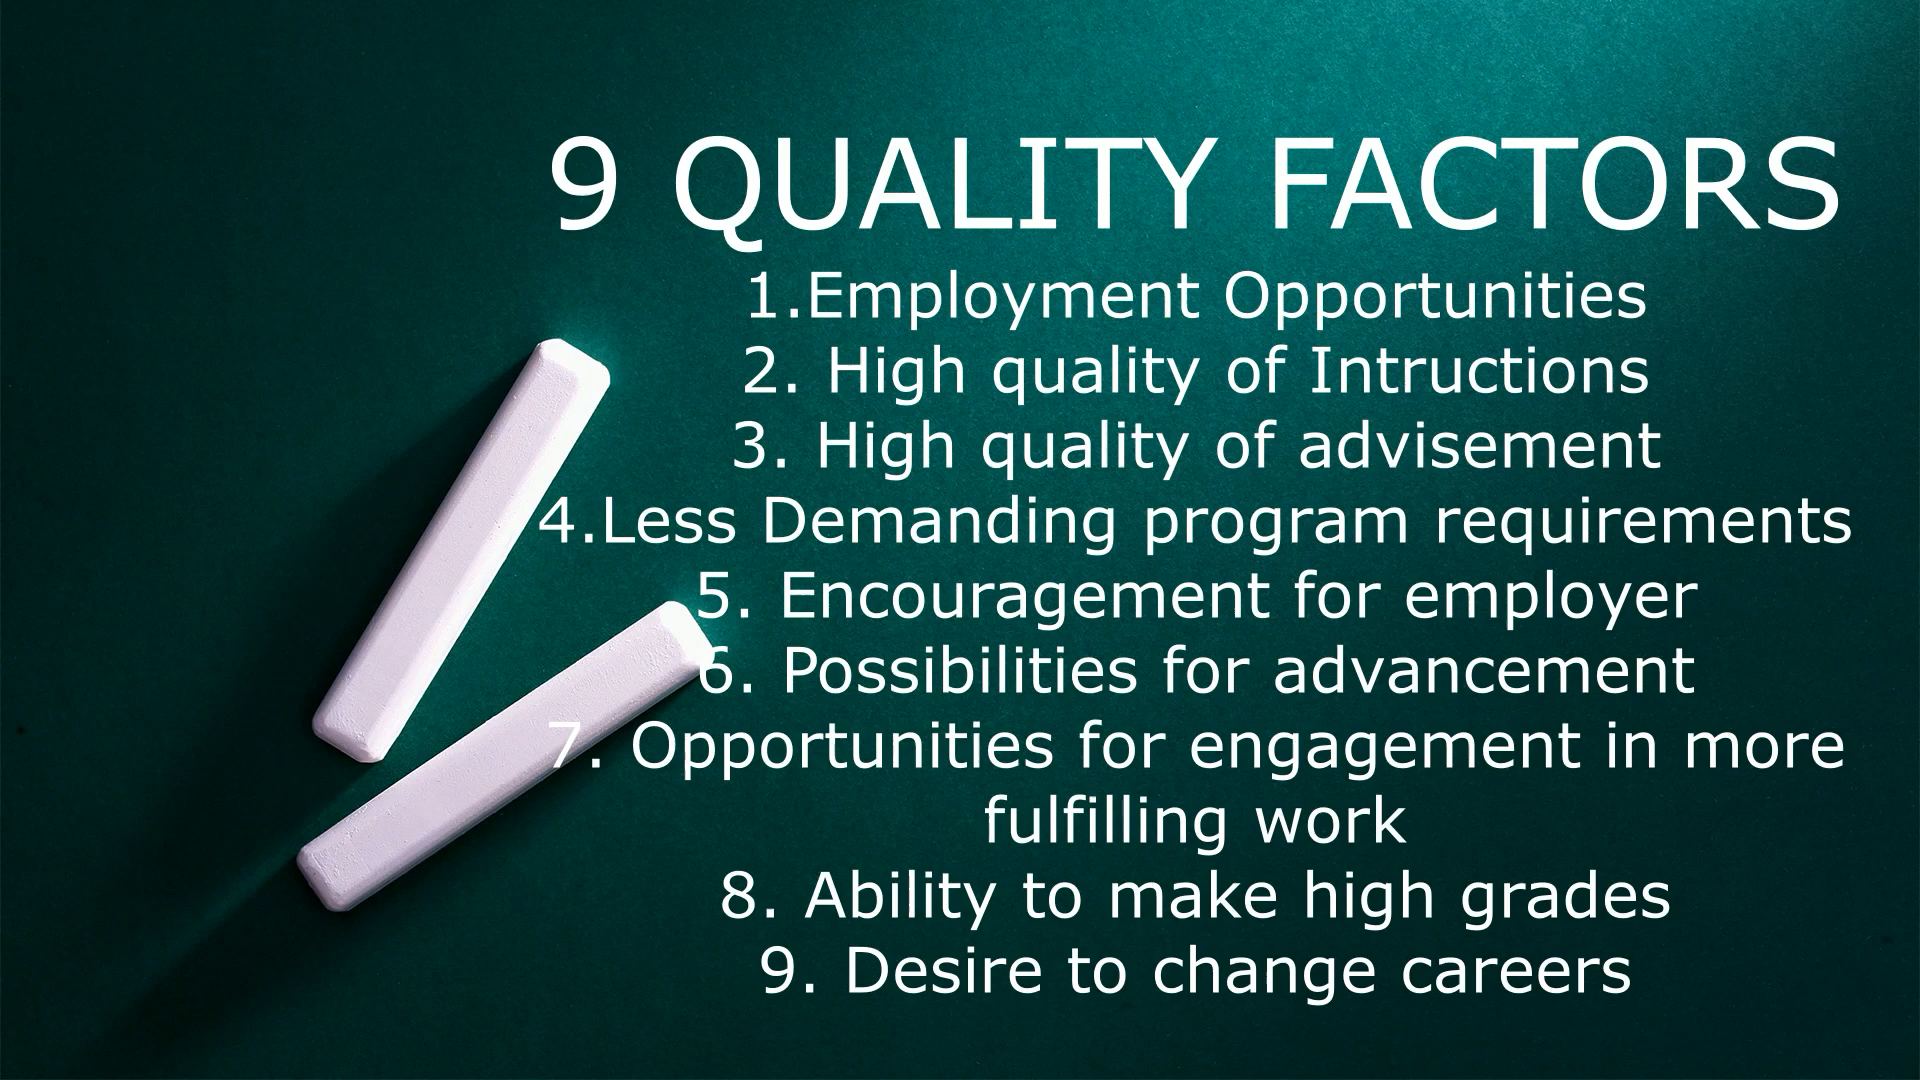 9 QUALITY FACTORS
1.Employment Opportunities
2. High quality of Intructions
3. High quality of advisement
4.Less Demanding program requirements
5. Encouragement for employer
6. Possibilities for advancement
7. Opportunities for engagement in more
fulfilling work
8. Ability to make high grades
9. Desire to change careers